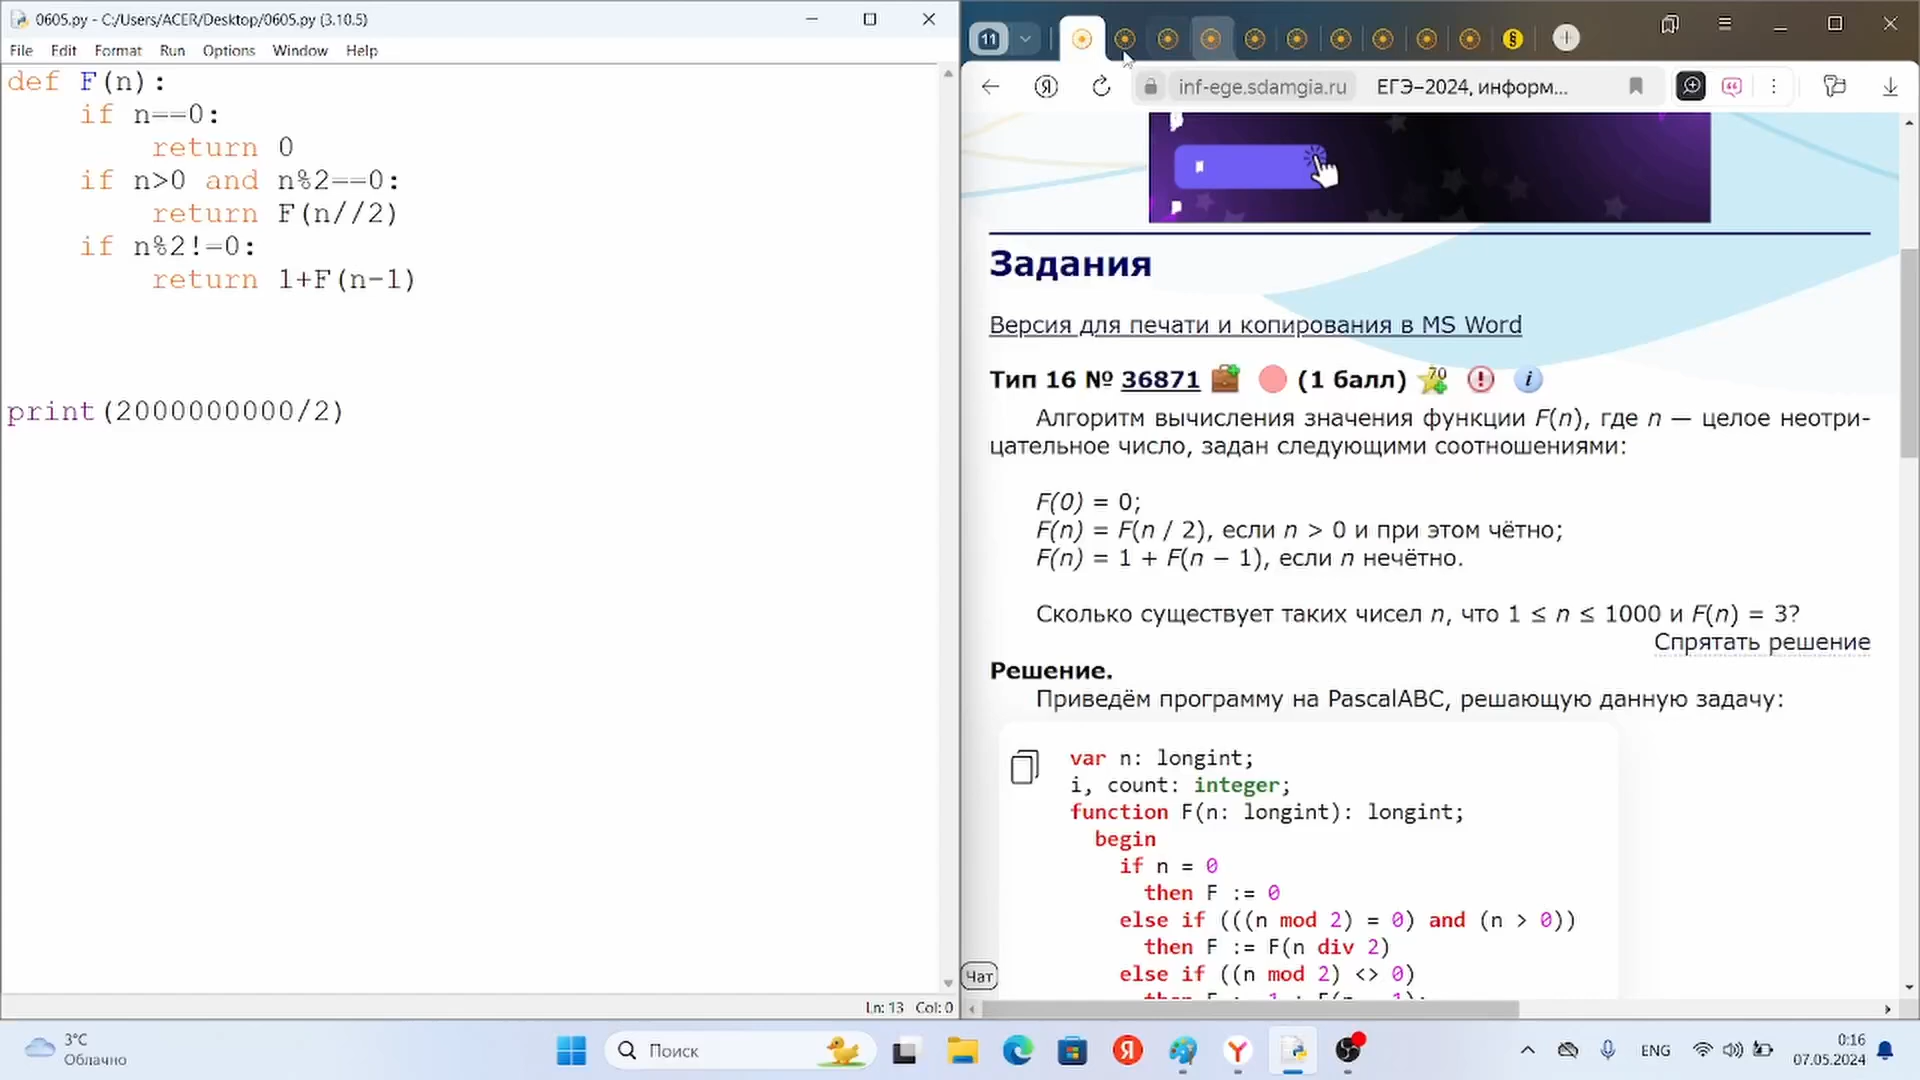 0605.py - C:/Users/ACER/Desktop/0605.py (3.10.5)
File Edit Format Run Options Window Help
def F(n):
    if n==0:
        return 0
    if n>0 and n%2==0:
        return F(n//2)
    if n%2!=0:
        return 1+F(n-1)
print(2000000000/2)
Ln: 13 Col: 0
11
inf-ege.sdamgia.ru ЕГЭ–2024, информ...
Задания
Версия для печати и копирования в MS Word
Тип 16 № 36871 (1 балл) 70
Алгоритм вычисления значения функции F(n), где n — целое неотри-
цательное число, задан следующими соотношениями:
F(0) = 0;
F(n) = F(n / 2), если n > 0 и при этом чётно;
F(n) = 1 + F(n − 1), если n нечётно.
Сколько существует таких чисел n, что 1 ≤ n ≤ 1000 и F(n) = 3?
Спрятать решение
Решение.
Приведём программу на PascalABC, решающую данную задачу:
var n: longint;
i, count: integer;
function F(n: longint): longint;
  begin
    if n = 0
      then F := 0
    else if (((n mod 2) = 0) and (n > 0))
      then F := F(n div 2)
    else if ((n mod 2) <> 0)
      then F := 1 + F(n - 1);
Чат
3°C
Облачно
Поиск
ENG
0:16
07.05.2024